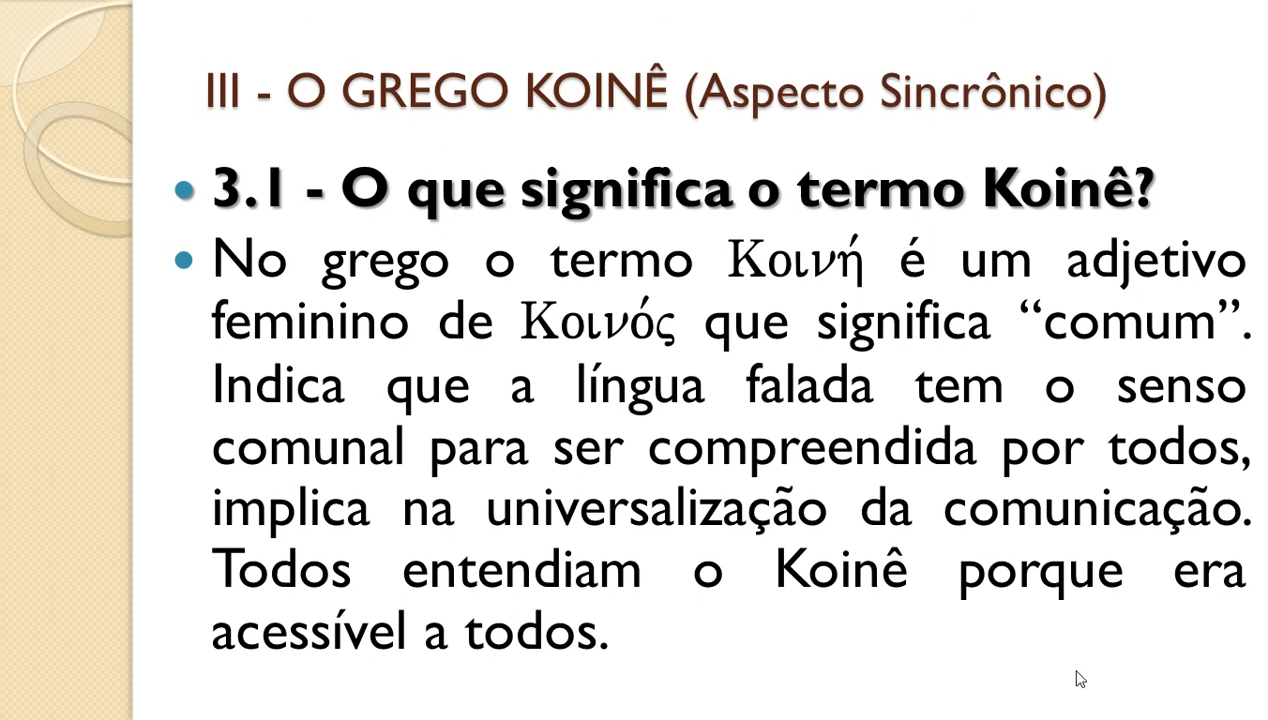 III - O GREGO KOINÊ (Aspecto Sincrônico)
• 3.1 - O que significa o termo Koinê?
• No grego o termo Κοινή é um adjetivo
feminino de Κοινός que significa “comum”.
Indica que a língua falada tem o senso
comunal para ser compreendida por todos,
implica na universalização da comunicação.
Todos entendiam o Koinê porque era
acessível a todos.